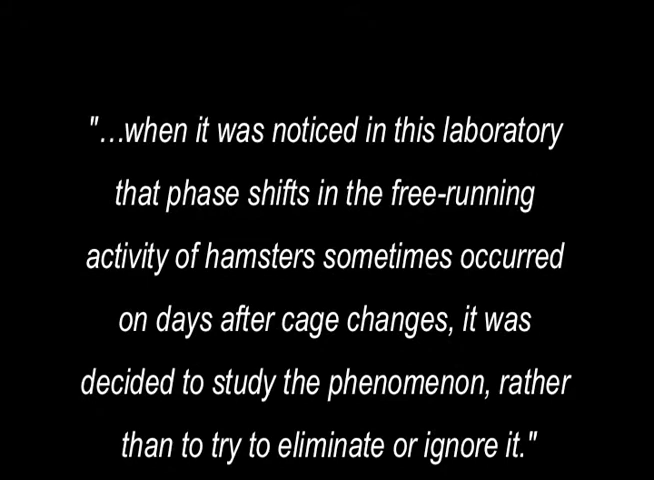 "…when it was noticed in this laboratory
that phase shifts in the free-running
activity of hamsters sometimes occurred
on days after cage changes, it was
decided to study the phenomenon, rather
than to try to eliminate or ignore it."